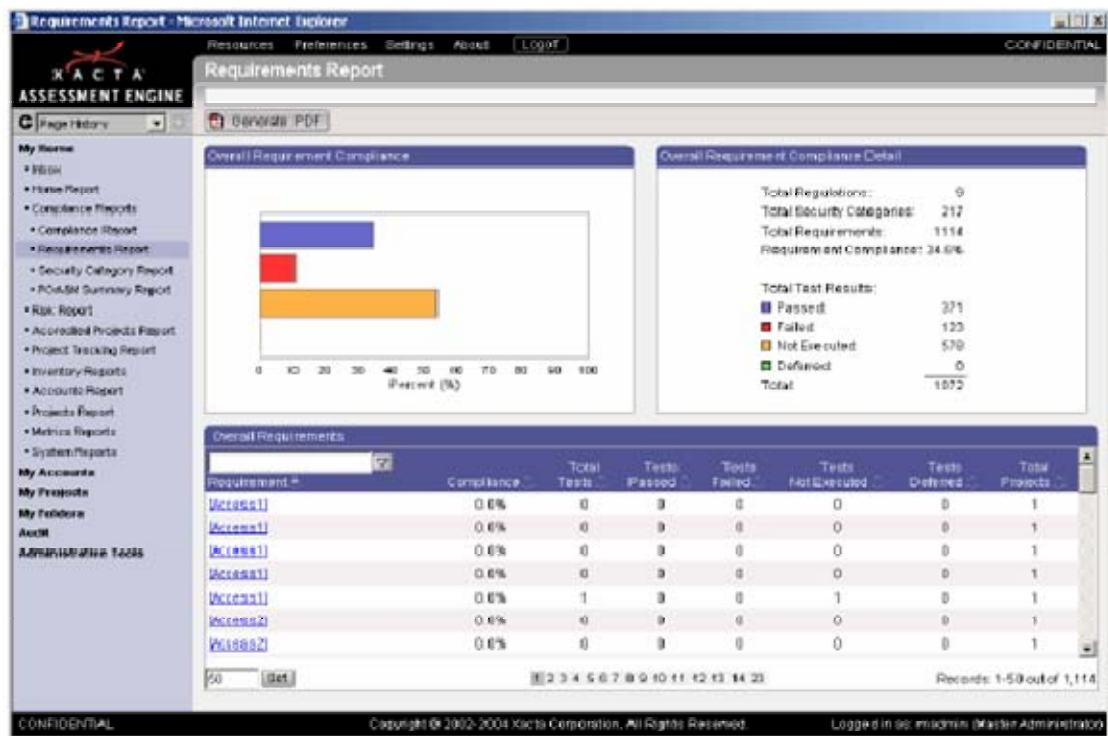 Requirements Report - Microsoft Internet Explorer
Resources Preferences Settings About Logoff CONFIDENTIAL
XACTA
ASSESSMENT ENGINE
Requirements Report
Page History
Generate PDF
My Home
Inbox
Home Report
Compliance Reports
Compliance Report
Requirements Report
Security Category Report
POA&M Summary Report
Risk Report
Accredited Projects Report
Project Tracking Report
Inventory Reports
Accounts Report
Projects Report
Metrics Reports
System Reports
My Accounts
My Projects
My Folders
Audit
Administration Tools
Overall Requirement Compliance
0 10 20 30 40 50 60 70 80 90 100
Percent (%)
Overall Requirement Compliance Detail
Total Regulations: 9
Total Security Categories: 217
Total Requirements: 1114
Requirement Compliance: 34.6%
Total Test Results:
Passed: 371
Failed: 123
Not Executed: 578
Deferred: 0
Total: 1072
Overall Requirements
Requirement Compliance Total Tests Tests Passed Tests Failed Tests Not Executed Tests Deferred Total Projects
[Access1] 0.0% 0 0 0 0 0 1
[Access1] 0.0% 0 0 0 0 0 1
[Access1] 0.0% 0 0 0 0 0 1
[Access1] 0.0% 0 0 0 0 0 1
[Access1] 0.0% 1 0 0 1 0 1
[Access2] 0.0% 0 0 0 0 0 1
[Access2] 0.0% 0 0 0 0 0 1
50 Set 1 2 3 4 5 6 7 8 9 10 11 12 13 14 23 Records: 1-50 out of 1,114
CONFIDENTIAL Copyright © 2002-2004 Xacta Corporation. All Rights Reserved. Logged in as: (Master Administrator)